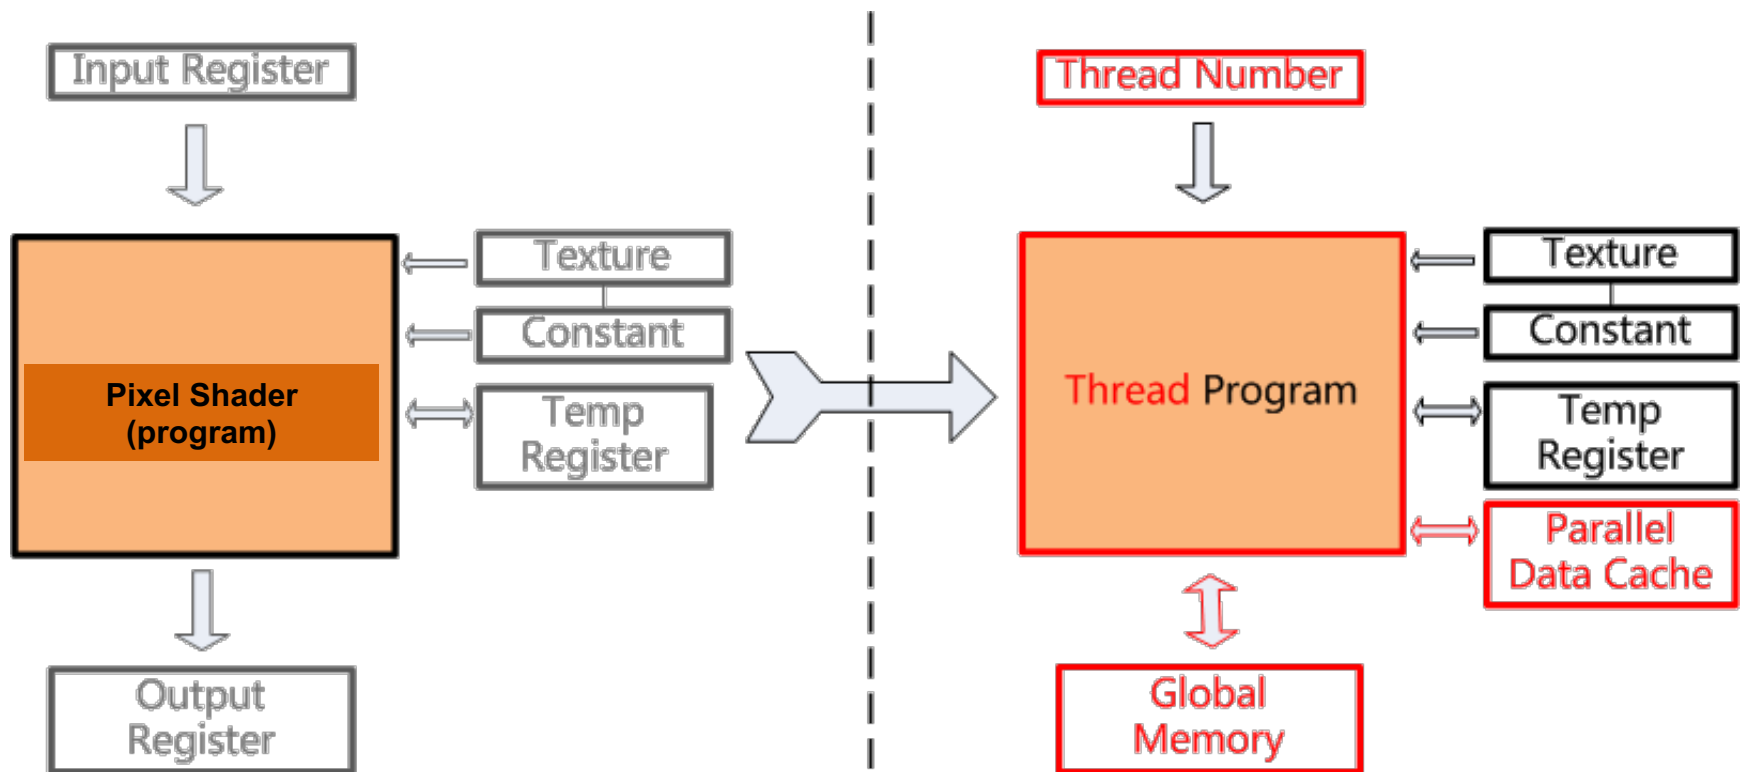 Input Register
Texture
Constant
Pixel Shader
(program)
Temp
Register
Output
Register
Thread Number
Texture
Constant
Thread Program
Temp
Register
Parallel
Data Cache
Global
Memory